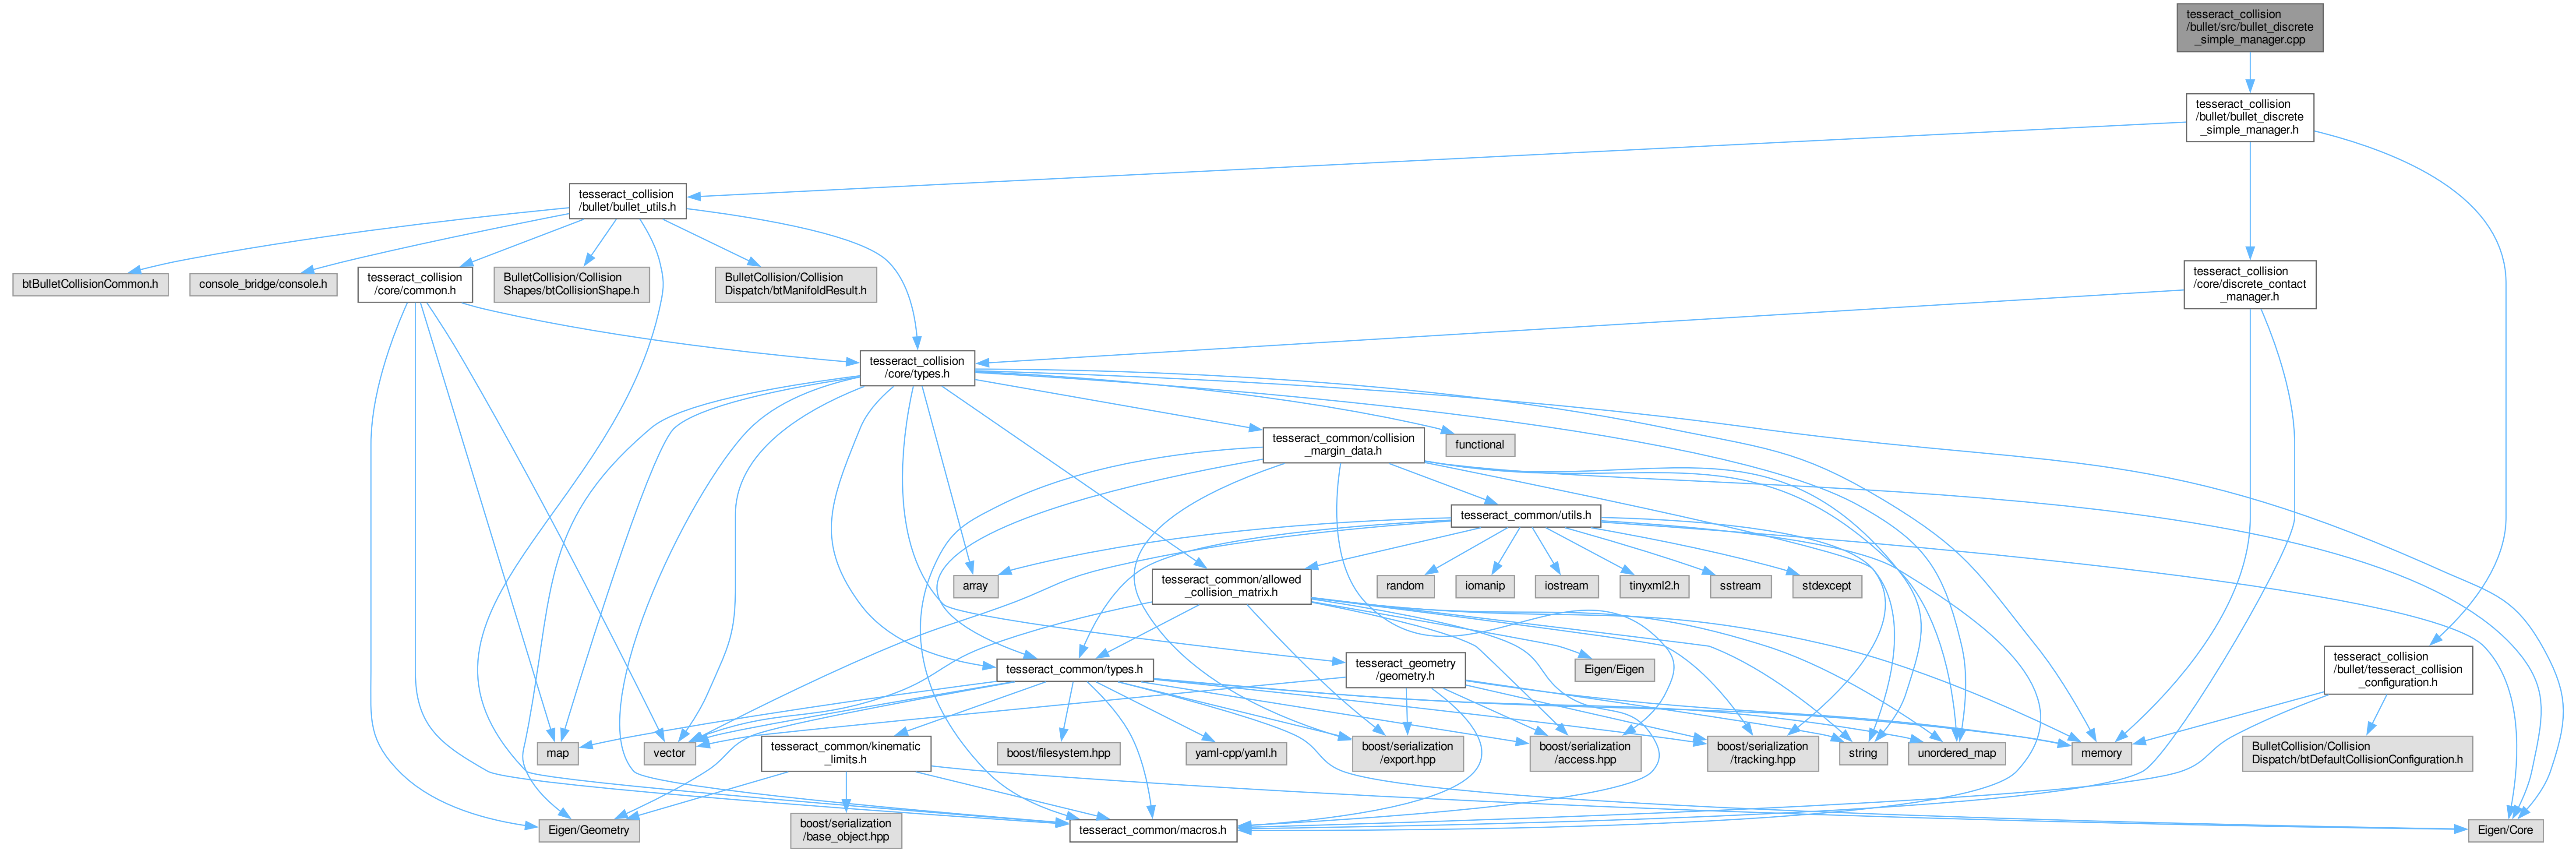 tesseract_collision
/bullet/src/bullet_discrete
_simple_manager.cpp
tesseract_collision
/bullet/bullet_discrete
_simple_manager.h
tesseract_collision
/bullet/bullet_utils.h
btBulletCollisionCommon.h
console_bridge/console.h
tesseract_collision
/core/common.h
BulletCollision/Collision
Shapes/btCollisionShape.h
BulletCollision/Collision
Dispatch/btManifoldResult.h
tesseract_collision
/core/discrete_contact
_manager.h
tesseract_collision
/core/types.h
tesseract_common/collision
_margin_data.h
functional
tesseract_common/utils.h
array
tesseract_common/allowed
_collision_matrix.h
random
iomanip
iostream
tinyxml2.h
sstream
stdexcept
tesseract_common/types.h
tesseract_geometry
/geometry.h
Eigen/Eigen
tesseract_collision
/bullet/tesseract_collision
_configuration.h
map
vector
tesseract_common/kinematic
_limits.h
boost/filesystem.hpp
yaml-cpp/yaml.h
boost/serialization
/export.hpp
boost/serialization
/access.hpp
boost/serialization
/tracking.hpp
string
unordered_map
memory
BulletCollision/Collision
Dispatch/btDefaultCollisionConfiguration.h
Eigen/Geometry
boost/serialization
/base_object.hpp
tesseract_common/macros.h
Eigen/Core